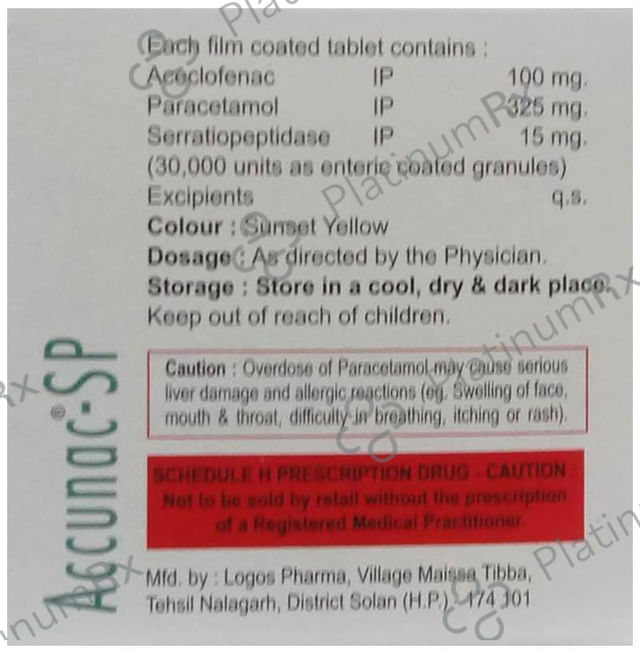 Each film coated tablet contains :
Aceclofenac IP 100 mg.
Paracetamol IP 325 mg.
Serratiopeptidase IP 15 mg.
(30,000 units as enteric coated granules)
Excipients q.s.
Colour : Sunset Yellow
Dosage : As directed by the Physician.
Storage : Store in a cool, dry & dark place.
Keep out of reach of children.
Caution : Overdose of Paracetamol may cause serious
liver damage and allergic reactions (eg. Swelling of face,
mouth & throat, difficulty in breathing, itching or rash).
SCHEDULE H PRESCRIPTION DRUG - CAUTION :
Not to be sold by retail without the prescription
of a Registered Medical Practitioner
Mfd. by : Logos Pharma, Village Maissa Tibba,
Tehsil Nalagarh, District Solan (H.P.) 174 101
Accunac®-SP
PlatinumRx